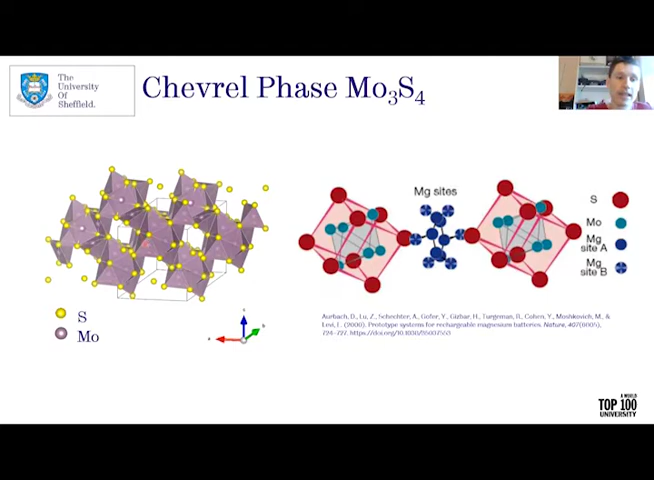 The
University
Of
Sheffield.
Chevrel Phase Mo₃S₄
Mg sites
S
Mo
Mg
site A
Mg
site B
S
Mo
Aurbach, D., Lu, Z., Schechter, A., Gofer, Y., Gizbar, H., Turgeman, R., Cohen, Y., Moshkovich, M., &
Levi, E. (2000). Prototype systems for rechargeable magnesium batteries. Nature, 407(6805),
724–727. https://doi.org/10.1038/35037553
A WORLD
TOP 100
UNIVERSITY